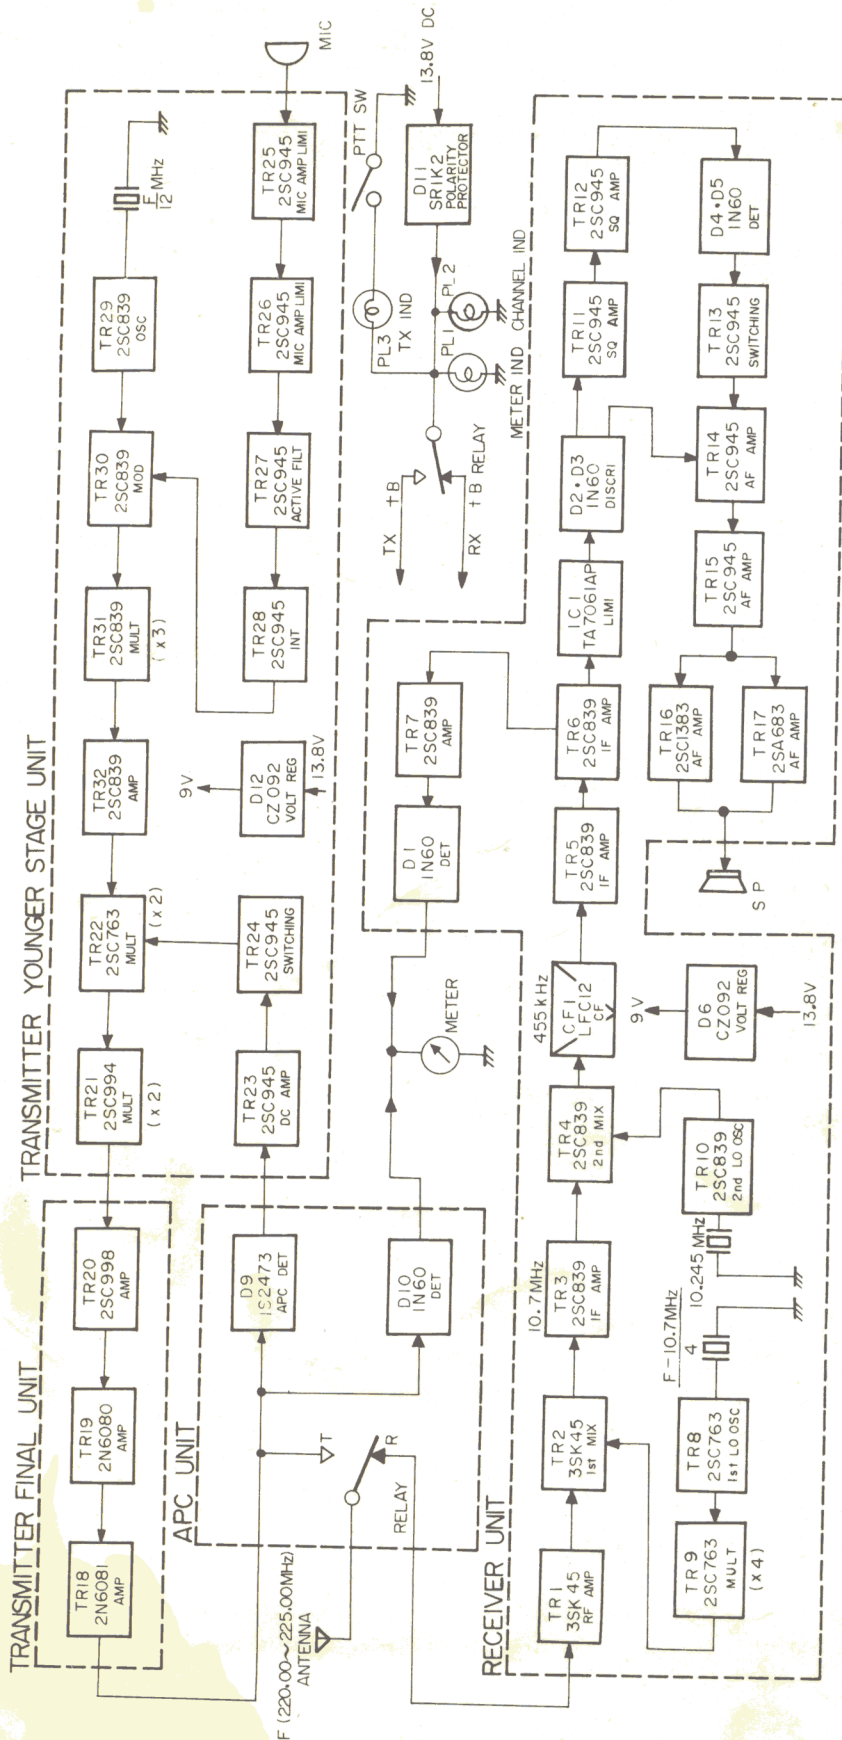 TRANSMITTER FINAL UNIT
TR18
2N6081
AMP
TR19
2N6080
AMP
TR20
2SC998
AMP
TRANSMITTER YOUNGER STAGE UNIT
TR21
2SC994
MULT
(x2)
TR22
2SC763
MULT
(x2)
TR32
2SC839
AMP
TR31
2SC839
MULT
(x3)
TR30
2SC839
MOD
TR29
2SC839
OSC
F
12
MHz
TR23
2SC945
DC AMP
TR24
2SC945
SWITCHING
9V
D12
CZ092
VOLT REG
13.8V
TR28
2SC945
INT
TR27
2SC945
ACTIVE FILT
TR26
2SC945
MIC AMP LIMI
TR25
2SC945
MIC AMP LIMI
MIC
APC UNIT
D9
1S2473
APC DET
D10
1N60
DET
T
R
RELAY
F (220.00~225.00MHz)
ANTENNA
METER
TX +B
RX +B RELAY
PL3
TX IND
PTT SW
PL1
PL2
METER IND CHANNEL IND
D11
SR1K2
POLARITY
PROTECTOR
13.8V DC
RECEIVER UNIT
D1
1N60
DET
TR7
2SC839
AMP
TR1
3SK45
RF AMP
TR2
3SK45
1st MIX
10.7MHz
TR3
2SC839
IF AMP
TR4
2SC839
2nd MIX
455kHz
CF1
LFC12
CF
TR5
2SC839
IF AMP
TR6
2SC839
IF AMP
IC1
TA7061AP
LIMI
D2•D3
1N60
DISCRI
TR11
2SC945
SQ AMP
TR12
2SC945
SQ AMP
TR9
2SC763
MULT
(x4)
TR8
2SC763
1st LO OSC
F-10.7MHz
4
10.245 MHz
TR10
2SC839
2nd LO OSC
9V
D6
CZ092
VOLT REG
13.8V
SP
TR16
2SC1383
AF AMP
TR17
2SA683
AF AMP
TR15
2SC945
AF AMP
TR14
2SC945
AF AMP
TR13
2SC945
SWITCHING
D4•D5
1N60
DET